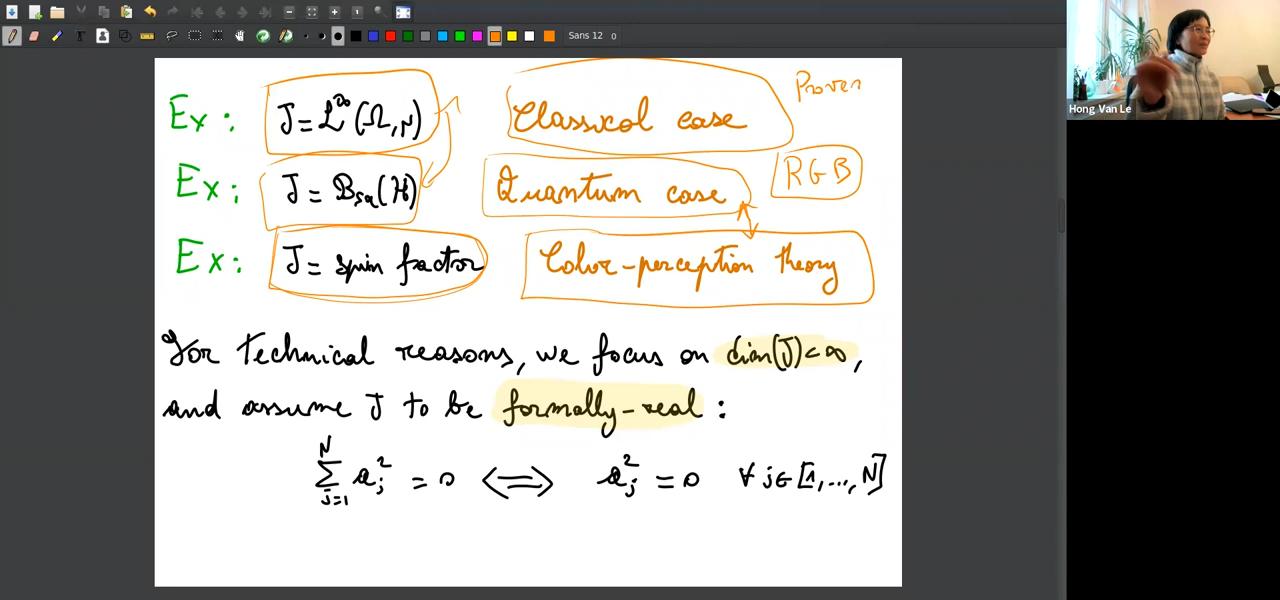 Sans 12
Hong Van Le
Proven
Ex: J = L^∞(Ω, N) Classical case
RGB
Ex: J = B_sa(H) Quantum case
Ex: J = spin factor Color-perception theory
For technical reasons, we focus on dim(J) < ∞,
and assume J to be formally-real :
∑_{j=1}^{N} a_j^2 = 0 <=> a_j^2 = 0 ∀ j ∈ [1, ..., N]